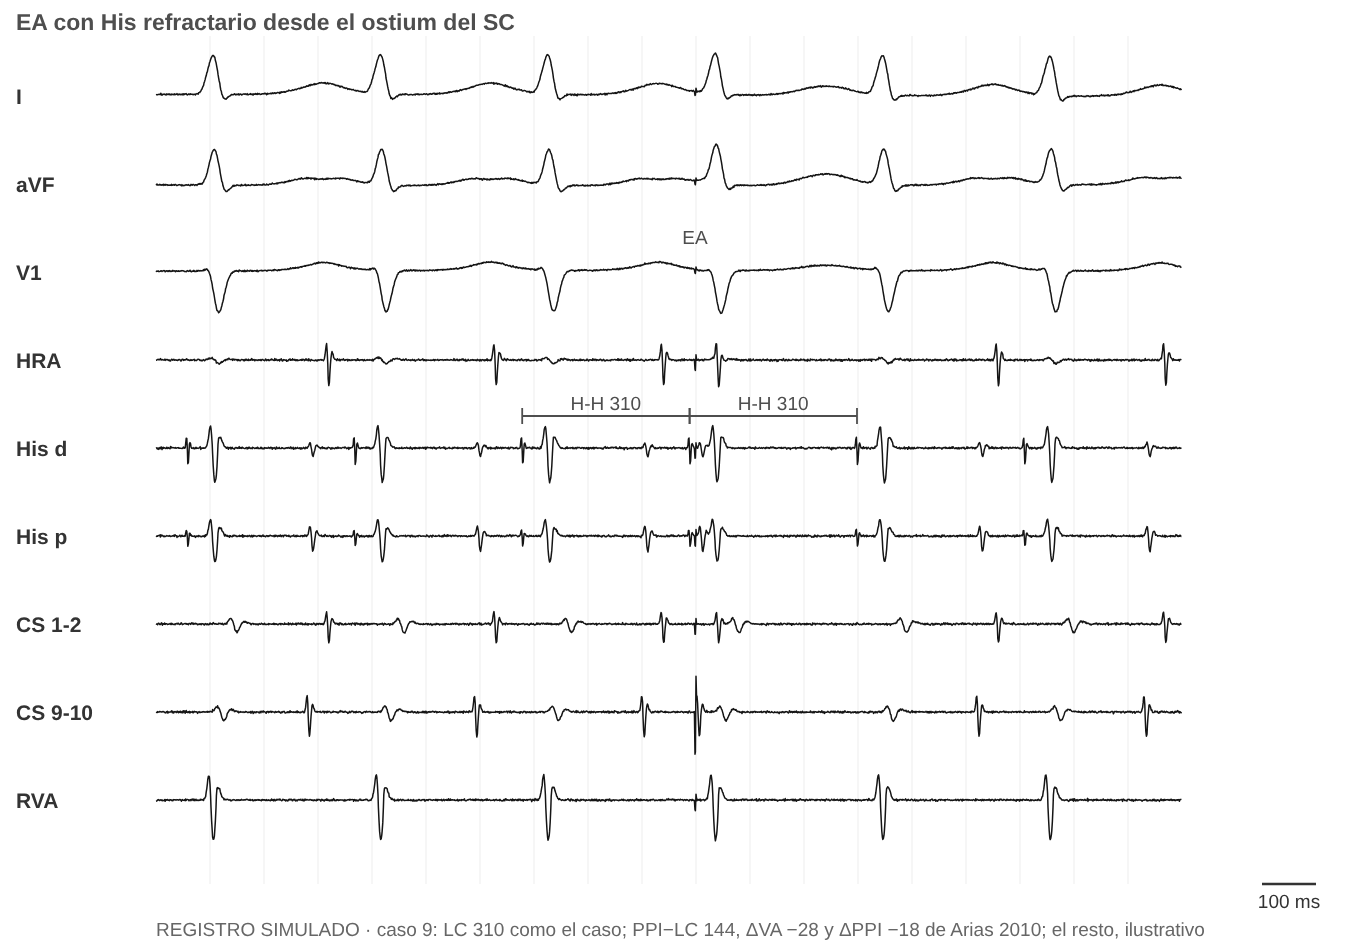 EA con His refractario desde el ostium del SC
I
aVF
EA
V1
HRA
H-H 310 H-H 310
His d
His p
CS 1-2
CS 9-10
RVA
100 ms
REGISTRO SIMULADO · caso 9: LC 310 como el caso; PPI−LC 144, ΔVA −28 y ΔPPI −18 de Arias 2010; el resto, ilustrativo